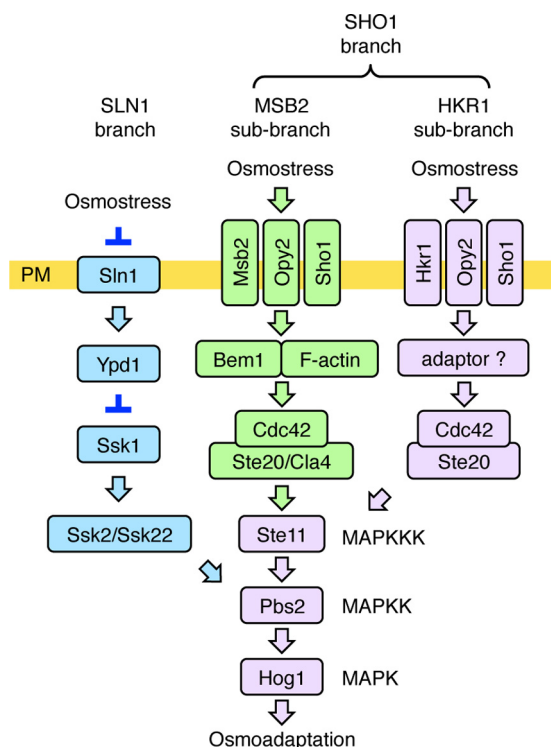 SHO1
branch
SLN1
branch
MSB2
sub-branch
HKR1
sub-branch
Osmostress
Osmostress
Osmostress
PM
Sln1
Msb2
Opy2
Sho1
Hkr1
Opy2
Sho1
Ypd1
Bem1
F-actin
adaptor ?
Ssk1
Cdc42
Ste20/Cla4
Cdc42
Ste20
Ssk2/Ssk22
Ste11
MAPKKK
Pbs2
MAPKK
Hog1
MAPK
Osmoadaptation